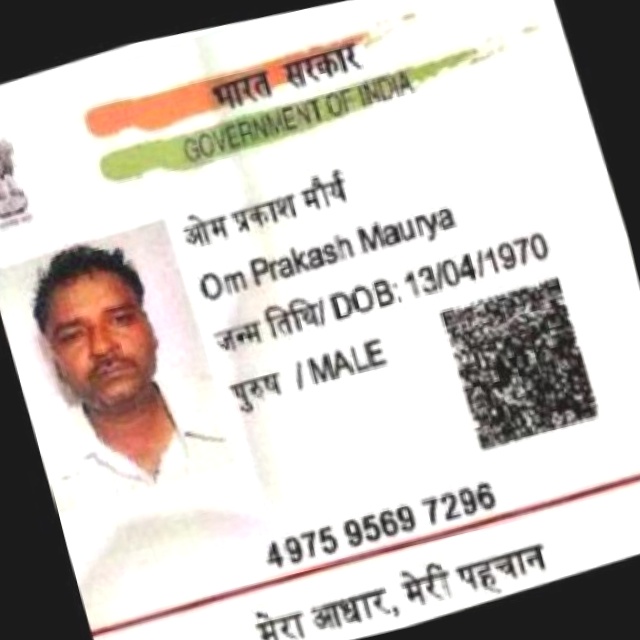 भारत सरकार
GOVERNMENT OF INDIA
ओम प्रकाश मौर्य
Om Prakash Maurya
जन्म तिथि/ DOB: 13/04/1970
पुरुष / MALE
4975 9569 7296
मेरा आधार, मेरी पहचान